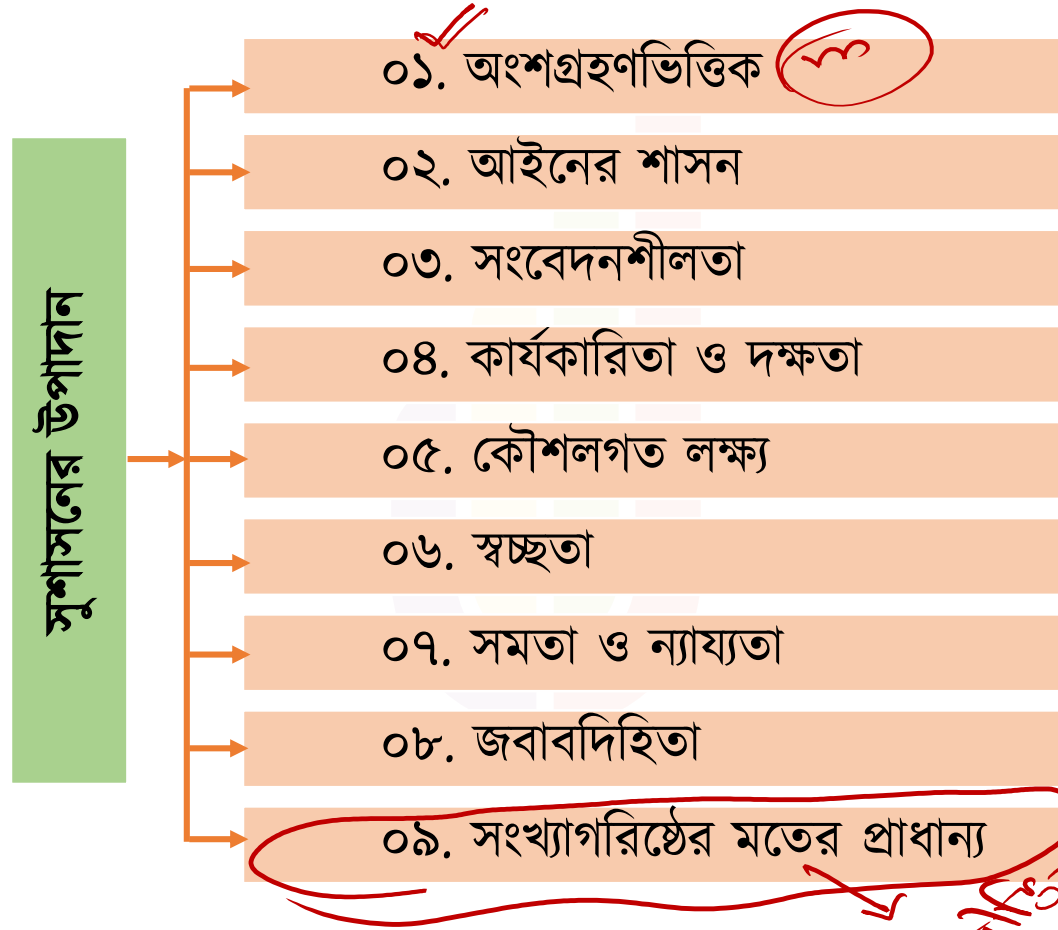 সুশাসনের উপাদান
০১. অংশগ্রহণভিত্তিক
০২. আইনের শাসন
০৩. সংবেদনশীলতা
০৪. কার্যকারিতা ও দক্ষতা
০৫. কৌশলগত লক্ষ্য
০৬. স্বচ্ছতা
০৭. সমতা ও ন্যায্যতা
০৮. জবাবদিহিতা
০৯. সংখ্যাগরিষ্ঠের মতের প্রাধান্য